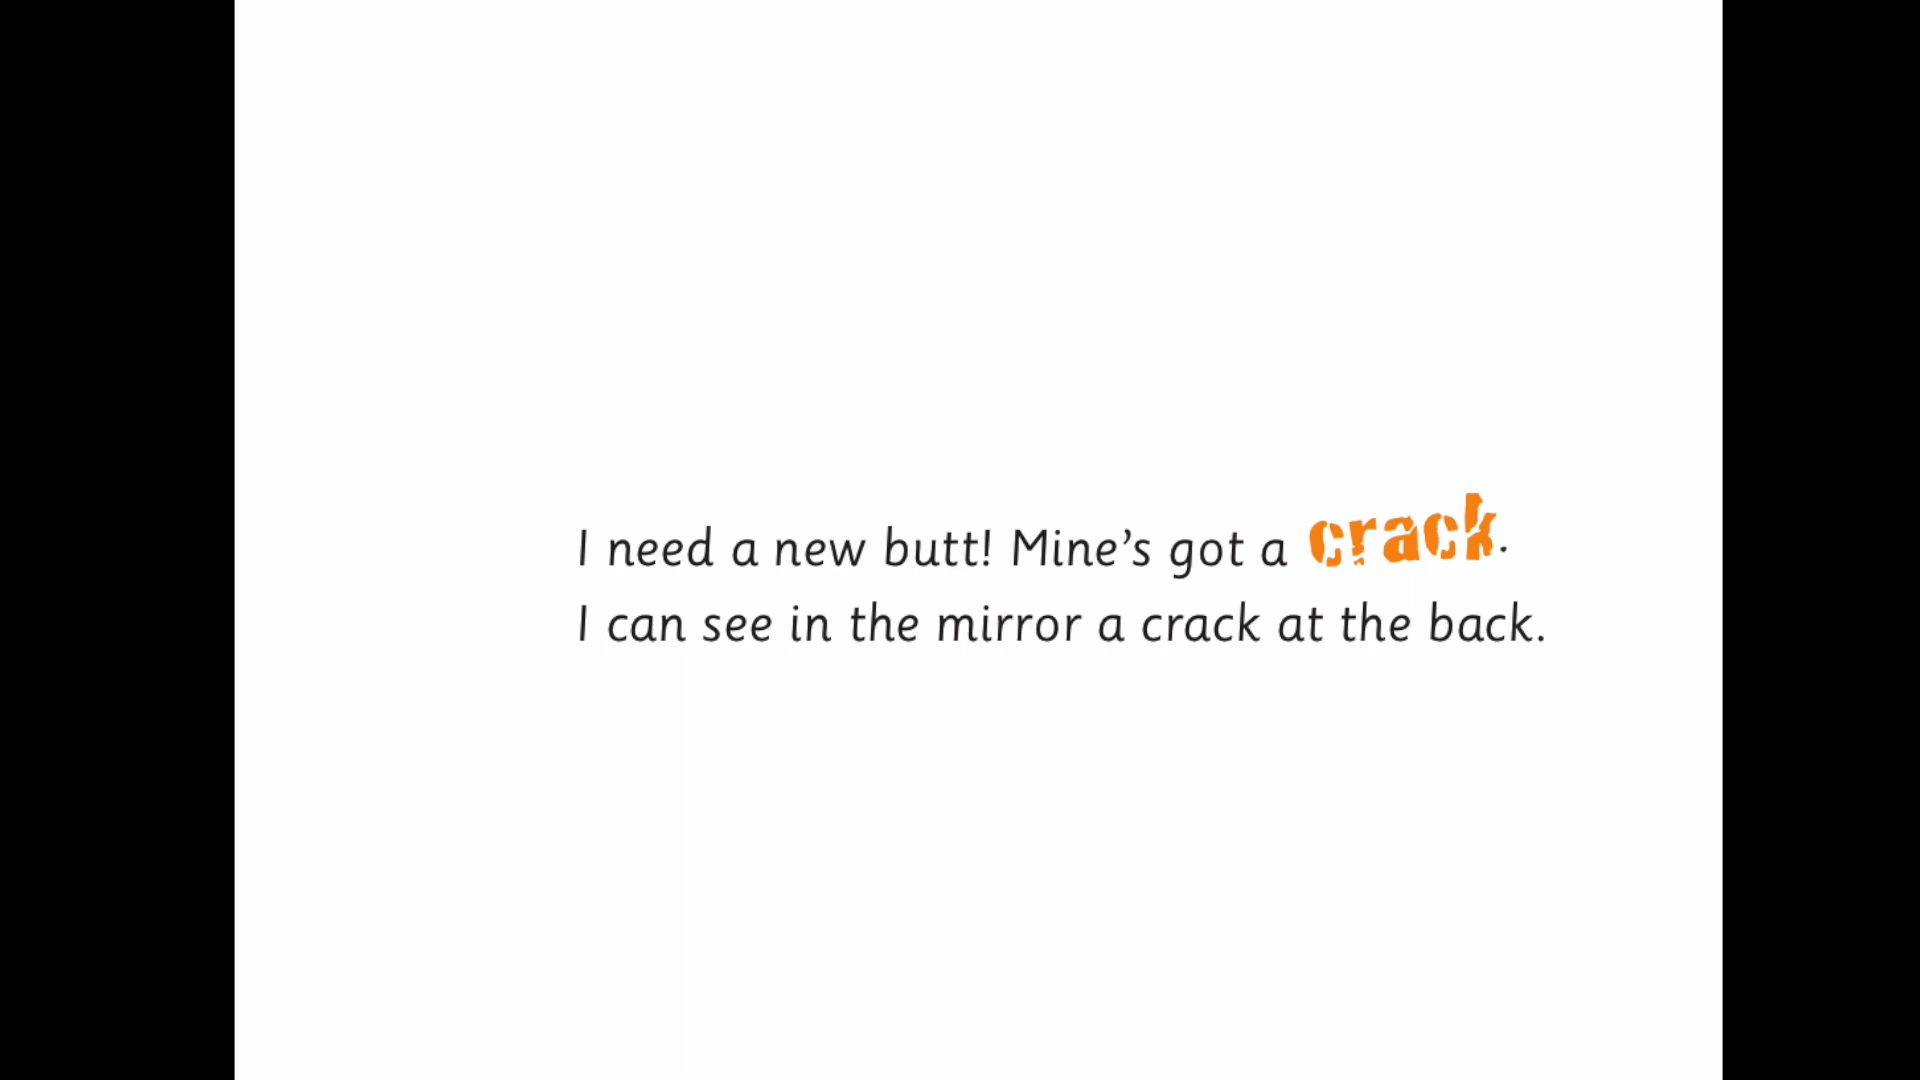 I need a new butt! Mine’s got a crack.
I can see in the mirror a crack at the back.